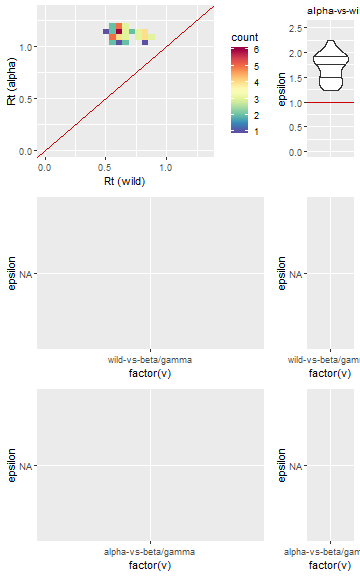 alpha-vs-wi
Rt (alpha)
1.0
0.5
0.0
0.0
0.5
1.0
Rt (wild)
count
6
5
4
3
2
1
epsilon
2.5
2.0
1.5
1.0
0.5
0.0
epsilon
NA
wild-vs-beta/gamma
factor(v)
epsilon
NA
wild-vs-beta/gamm
factor(v)
epsilon
NA
alpha-vs-beta/gamma
factor(v)
epsilon
NA
alpha-vs-beta/gam
factor(v)